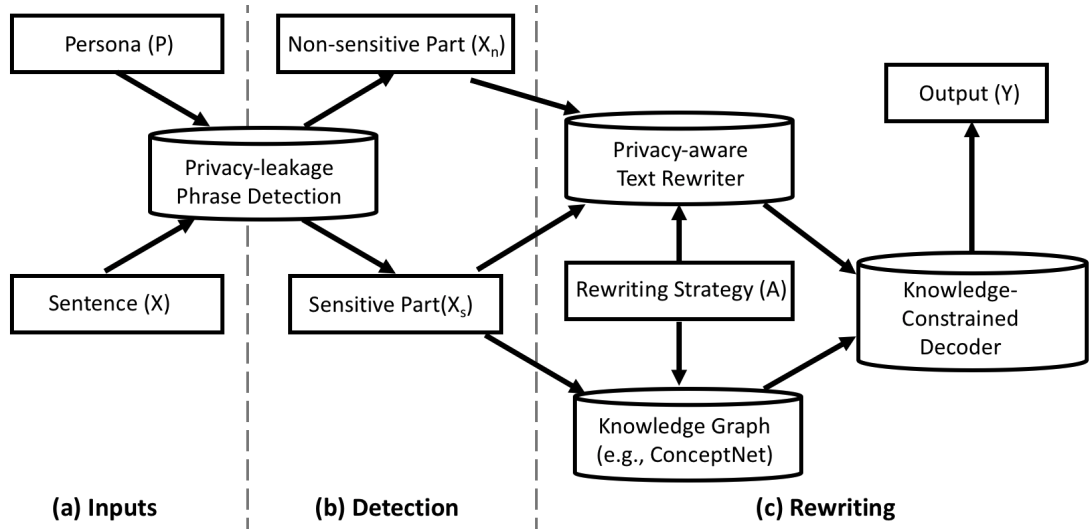 Persona (P)
Non-sensitive Part (Xn)
Output (Y)
Privacy-leakage
Phrase Detection
Privacy-aware
Text Rewriter
Sentence (X)
Sensitive Part(Xs)
Rewriting Strategy (A)
Knowledge-
Constrained
Decoder
Knowledge Graph
(e.g., ConceptNet)
(a) Inputs
(b) Detection
(c) Rewriting